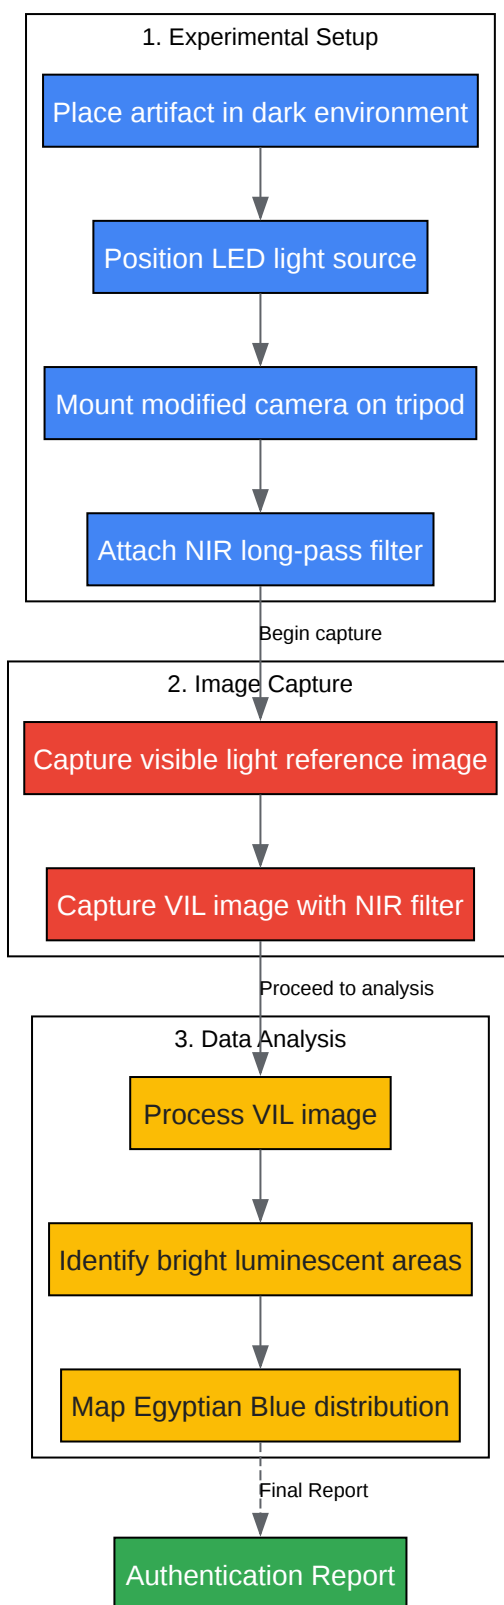 1. Experimental Setup
Place artifact in dark environment
Position LED light source
Mount modified camera on tripod
Attach NIR long-pass filter
Begin capture
2. Image Capture
Capture visible light reference image
Capture VIL image with NIR filter
Proceed to analysis
3. Data Analysis
Process VIL image
Identify bright luminescent areas
Map Egyptian Blue distribution
Final Report
Authentication Report